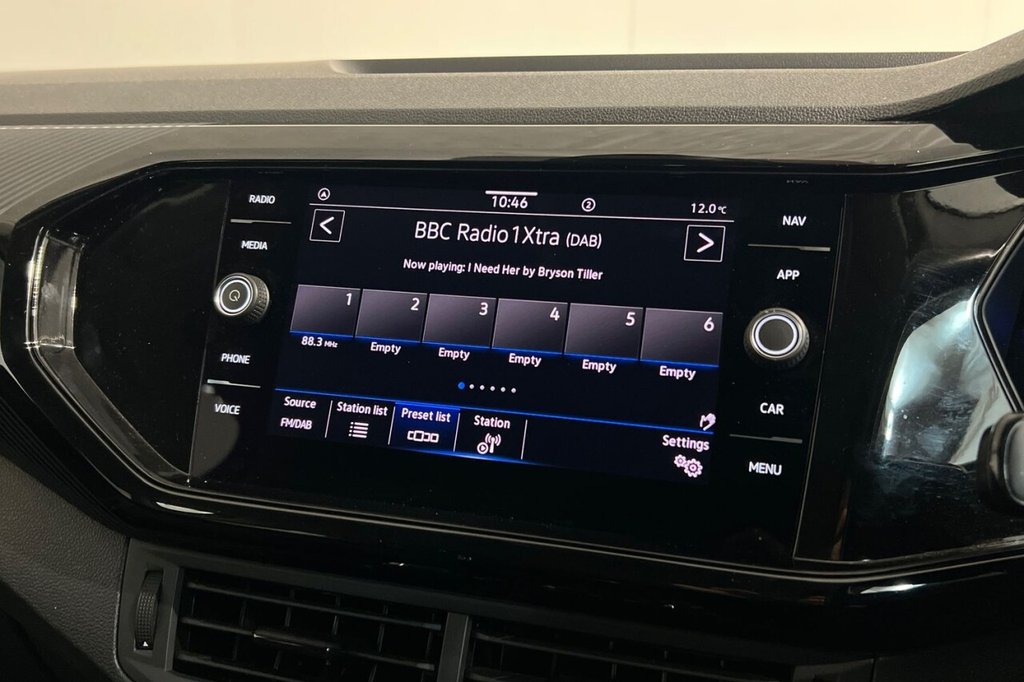 RADIO
MEDIA
PHONE
VOICE
10:46
2
12.0°C
BBC Radio 1Xtra (DAB)
Now playing: I Need Her by Bryson Tiller
1 2 3 4 5 6
88.3 MHz Empty Empty Empty Empty Empty
Source Station list Preset list Station Settings
FM/DAB
NAV
APP
CAR
MENU